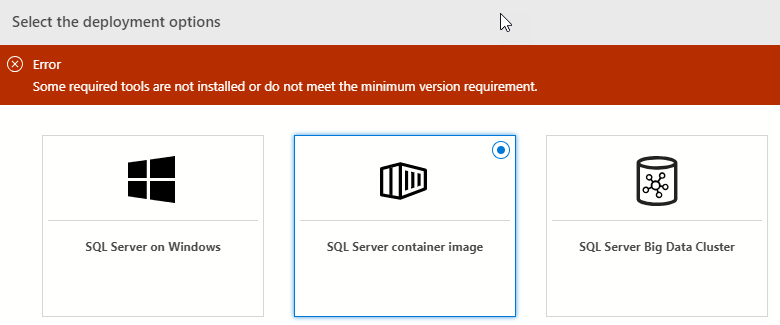 Select the deployment options
Error
Some required tools are not installed or do not meet the minimum version requirement.
SQL Server on Windows
SQL Server container image
SQL Server Big Data Cluster